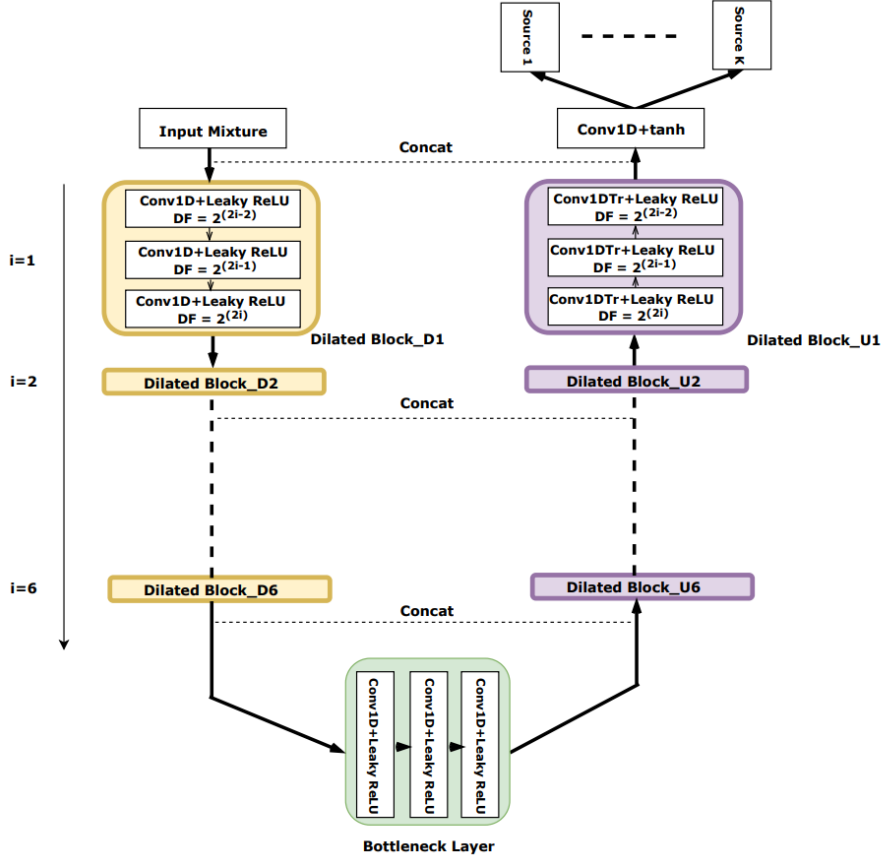 Source 1
Source K
Input Mixture
Conv1D+tanh
Concat
Conv1D+Leaky ReLU
DF = 2^(2i-2)
Conv1D+Leaky ReLU
DF = 2^(2i-1)
Conv1D+Leaky ReLU
DF = 2^(2i)
Conv1DTr+Leaky ReLU
DF = 2^(2i-2)
Conv1DTr+Leaky ReLU
DF = 2^(2i-1)
Conv1DTr+Leaky ReLU
DF = 2^(2i)
i=1
Dilated Block_D1
Dilated Block_U1
i=2
Dilated Block_D2
Dilated Block_U2
Concat
i=6
Dilated Block_D6
Dilated Block_U6
Concat
Conv1D+Leaky ReLU
Conv1D+Leaky ReLU
Conv1D+Leaky ReLU
Bottleneck Layer